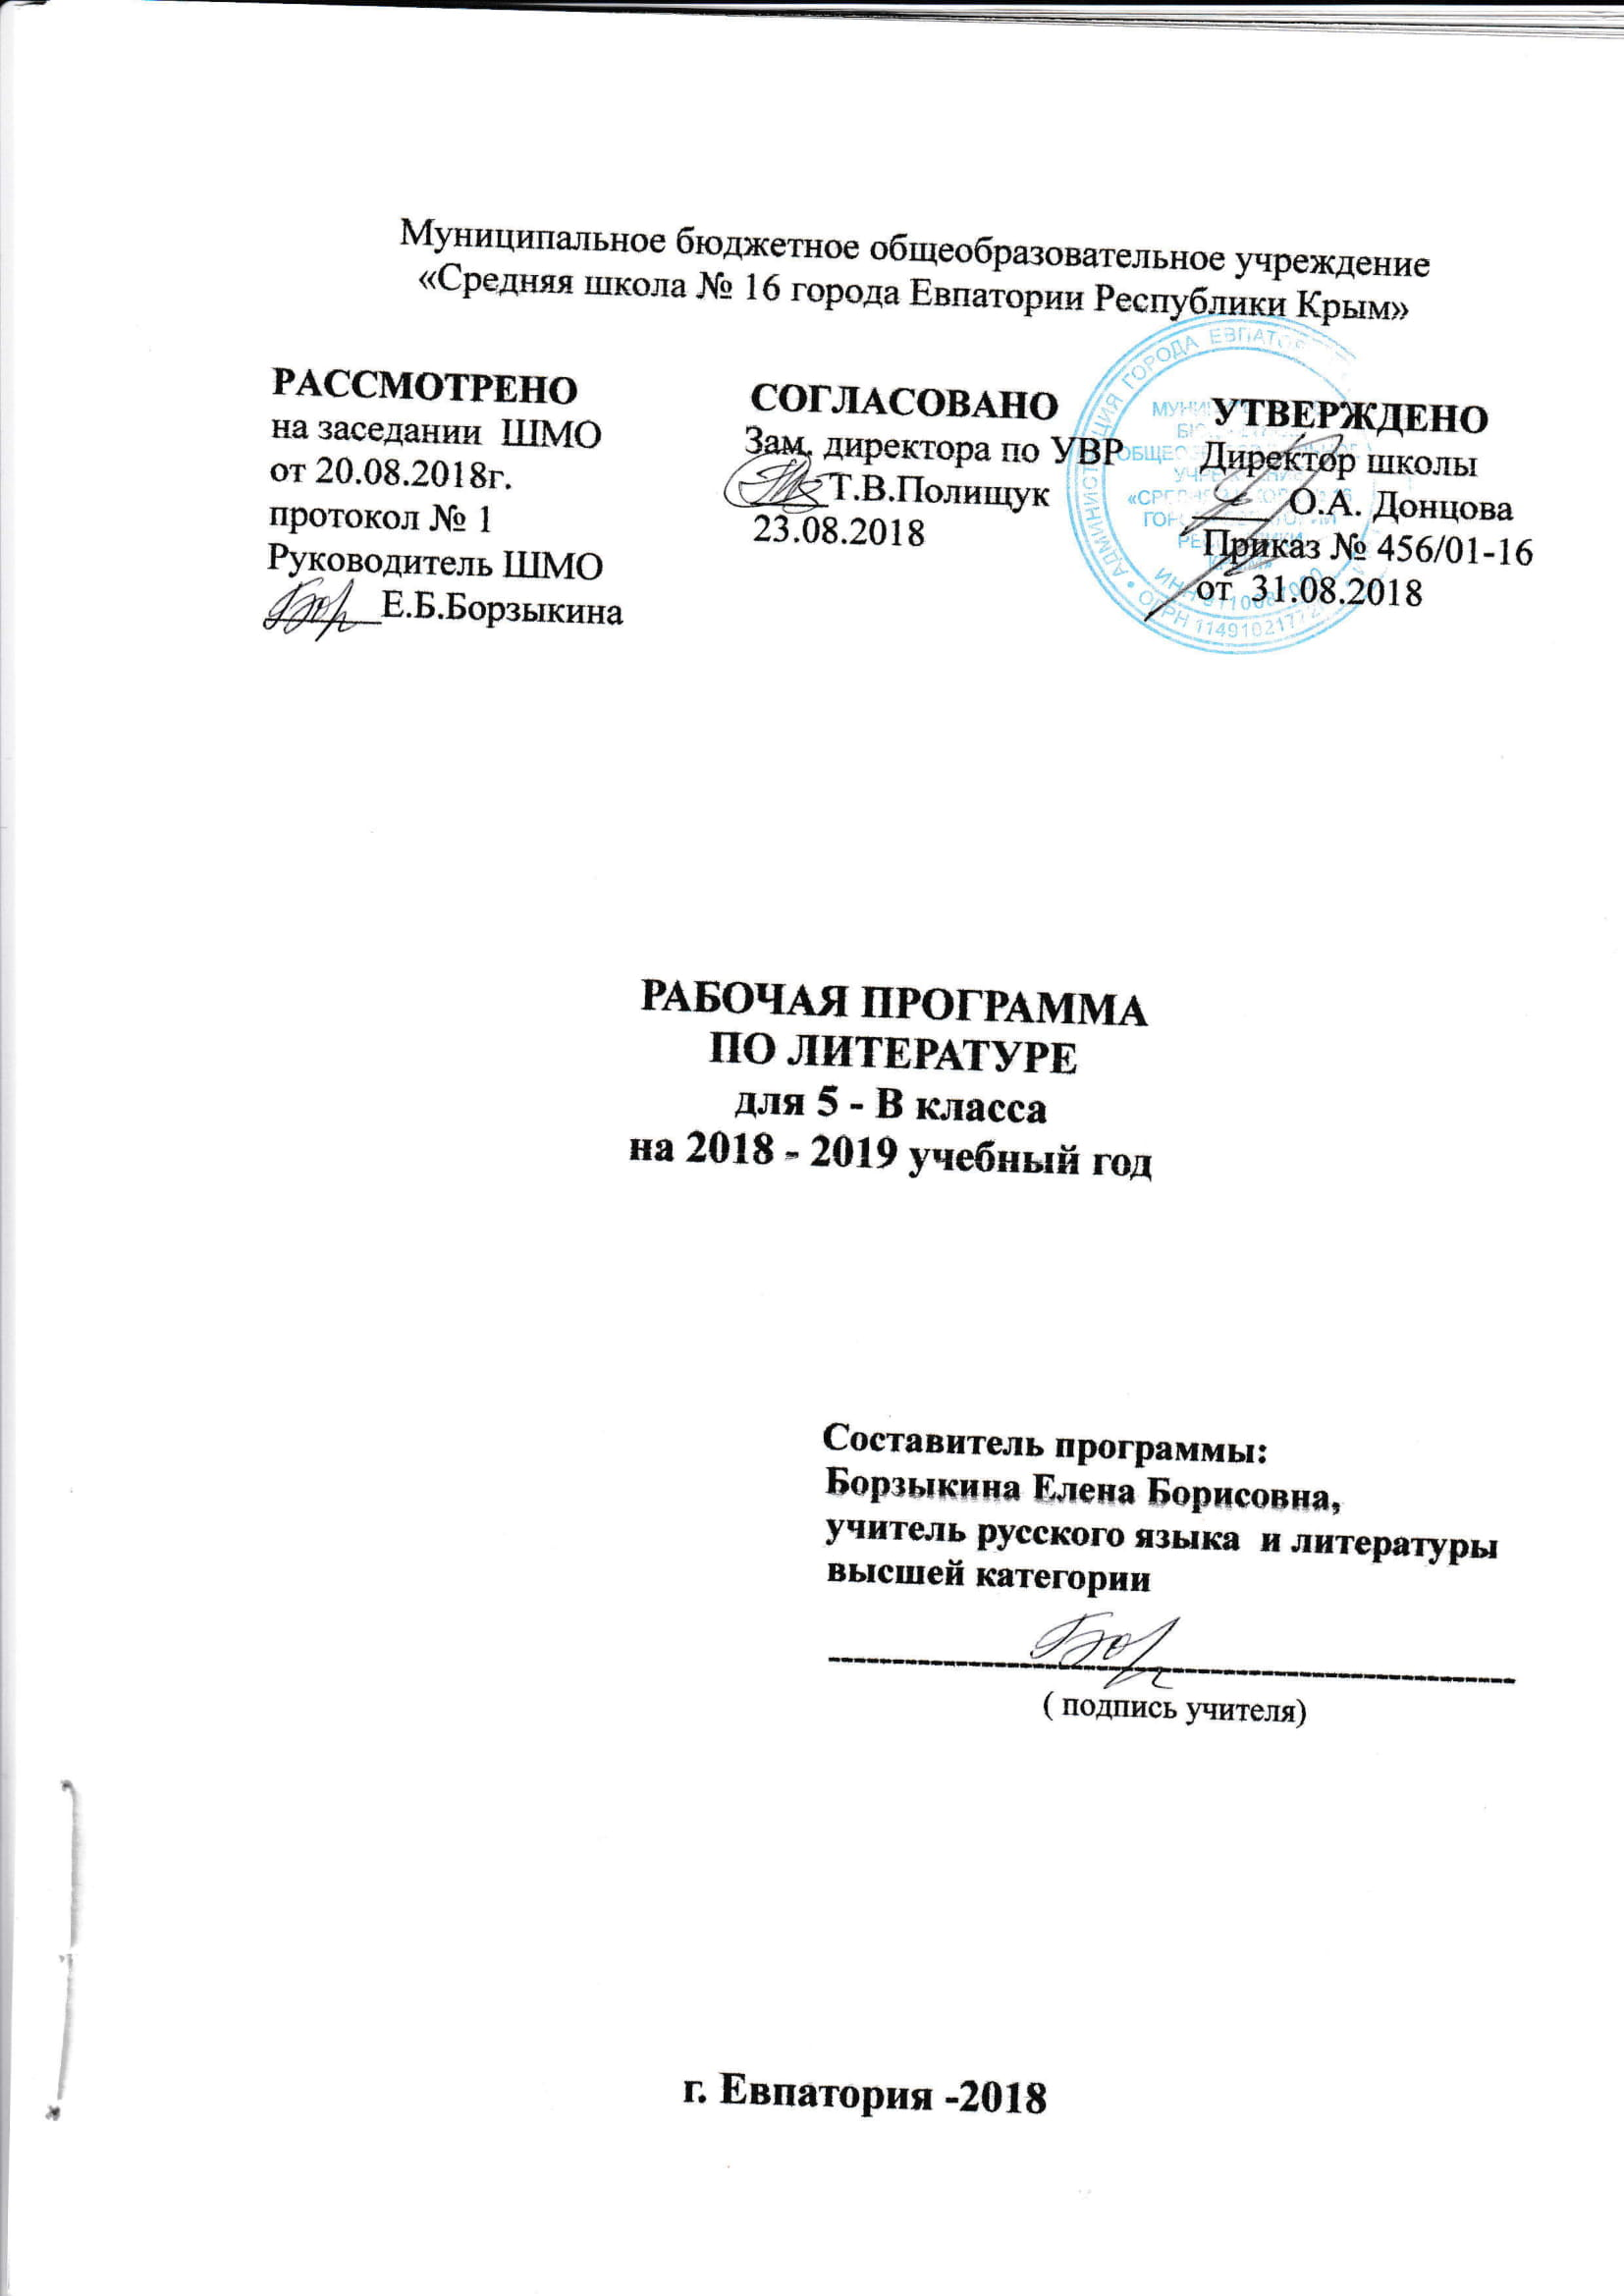 Муниципальное бюджетное общеобразовательное учреждение
«Средняя школа № 16 города Евпатории Республики Крым»
РАССМОТРЕНО
на заседании ШМО
от 20.08.2018г.
протокол № 1
Руководитель ШМО
Е.Б.Борзыкина
СОГЛАСОВАНО
Зам. директора по УВР
Т.В.Полищук
23.08.2018
УТВЕРЖДЕНО
Директор школы
О.А. Донцова
Приказ № 456/01-16
от 31.08.2018
РАБОЧАЯ ПРОГРАММА
ПО ЛИТЕРАТУРЕ
для 5 - В класса
на 2018 - 2019 учебный год
Составитель программы:
Борзыкина Елена Борисовна,
учитель русского языка и литературы
высшей категории
( подпись учителя)
г. Евпатория -2018